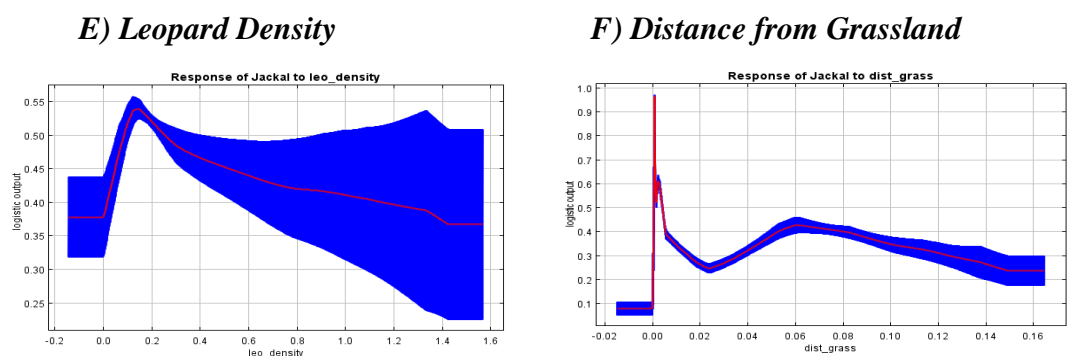 E) Leopard Density
F) Distance from Grassland
Response of Jackal to leo_density
0.55
0.50
0.45
0.40
0.35
0.30
0.25
logistic output
-0.2 0.0 0.2 0.4 0.6 0.8 1.0 1.2 1.4 1.6
leo_density
Response of Jackal to dist_grass
1.0
0.9
0.8
0.7
0.6
0.5
0.4
0.3
0.2
0.1
logistic output
-0.02 0.00 0.02 0.04 0.06 0.08 0.10 0.12 0.14 0.16
dist_grass